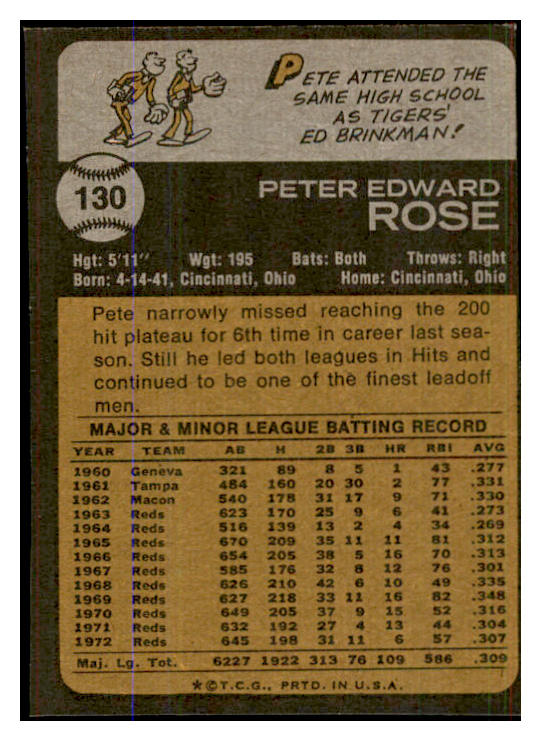 PETE ATTENDED THE
SAME HIGH SCHOOL
AS TIGERS'
ED BRINKMAN!
130
PETER EDWARD
ROSE
Hgt: 5'11" Wgt: 195 Bats: Both Throws: Right
Born: 4-14-41, Cincinnati, Ohio Home: Cincinnati, Ohio
Pete narrowly missed reaching the 200
hit plateau for 6th time in career last sea-
son. Still he led both leagues in Hits and
continued to be one of the finest leadoff
men.
MAJOR & MINOR LEAGUE BATTING RECORD
YEAR TEAM AB H 2B 3B HR RBI AVG
1960 Geneva 321 89 8 5 1 43 .277
1961 Tampa 484 160 20 30 2 77 .331
1962 Macon 540 178 31 17 9 71 .330
1963 Reds 623 170 25 9 6 41 .273
1964 Reds 516 139 13 2 4 34 .269
1965 Reds 670 209 35 11 11 81 .312
1966 Reds 654 205 38 5 16 70 .313
1967 Reds 585 176 32 8 12 76 .301
1968 Reds 626 210 42 6 10 49 .335
1969 Reds 627 218 33 11 16 82 .348
1970 Reds 649 205 37 9 15 52 .316
1971 Reds 632 192 27 4 13 44 .304
1972 Reds 645 198 31 11 6 57 .307
Maj. Lg. Tot. 6227 1922 313 76 109 586 .309
*©T.C.G., PRTD. IN U.S.A.